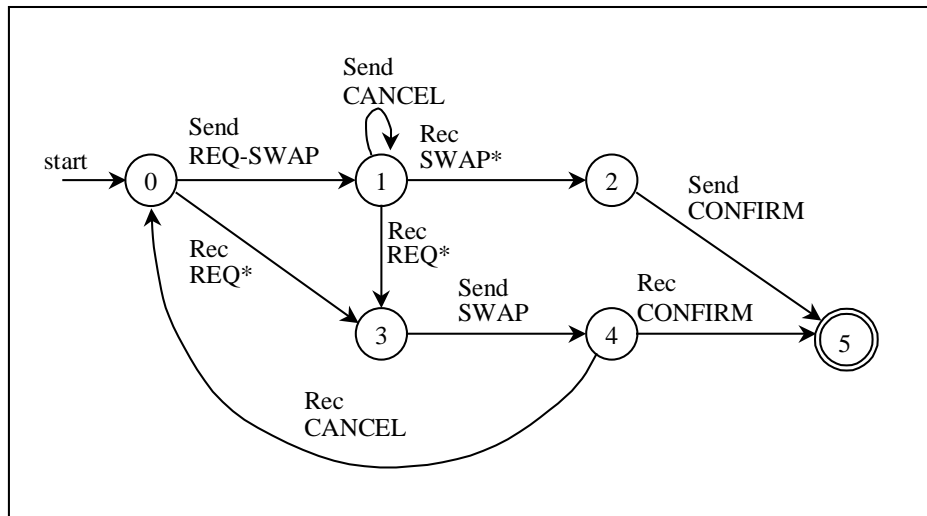 Send
CANCEL
Send
REQ-SWAP
Rec
SWAP*
start
0
1
2
Send
CONFIRM
Rec
REQ*
Rec
REQ*
Send
SWAP
Rec
CONFIRM
3
4
5
Rec
CANCEL